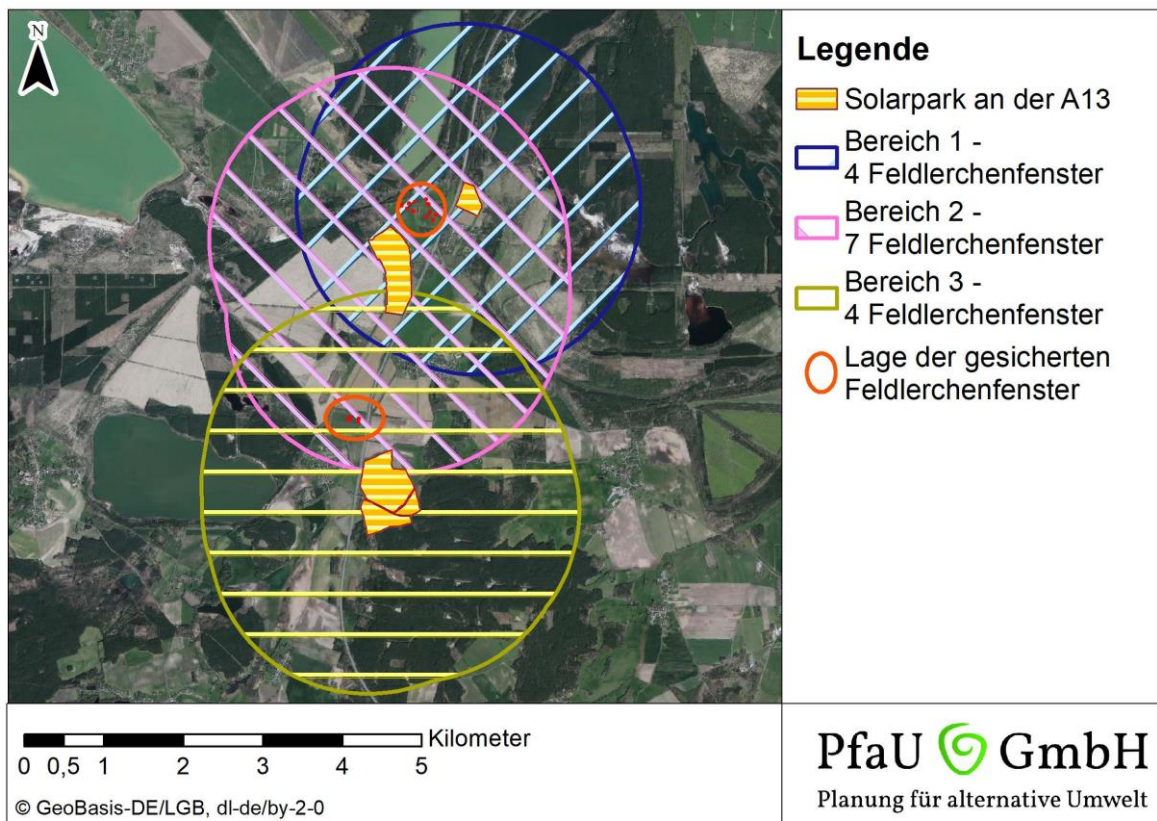 N
Legende
Solarpark an der A13
Bereich 1 -
4 Feldlerchenfenster
Bereich 2 -
7 Feldlerchenfenster
Bereich 3 -
4 Feldlerchenfenster
Lage der gesicherten
Feldlerchenfenster
Kilometer
0 0,5 1 2 3 4 5
© GeoBasis-DE/LGB, dl-de/by-2-0
PfaU GmbH
Planung für alternative Umwelt